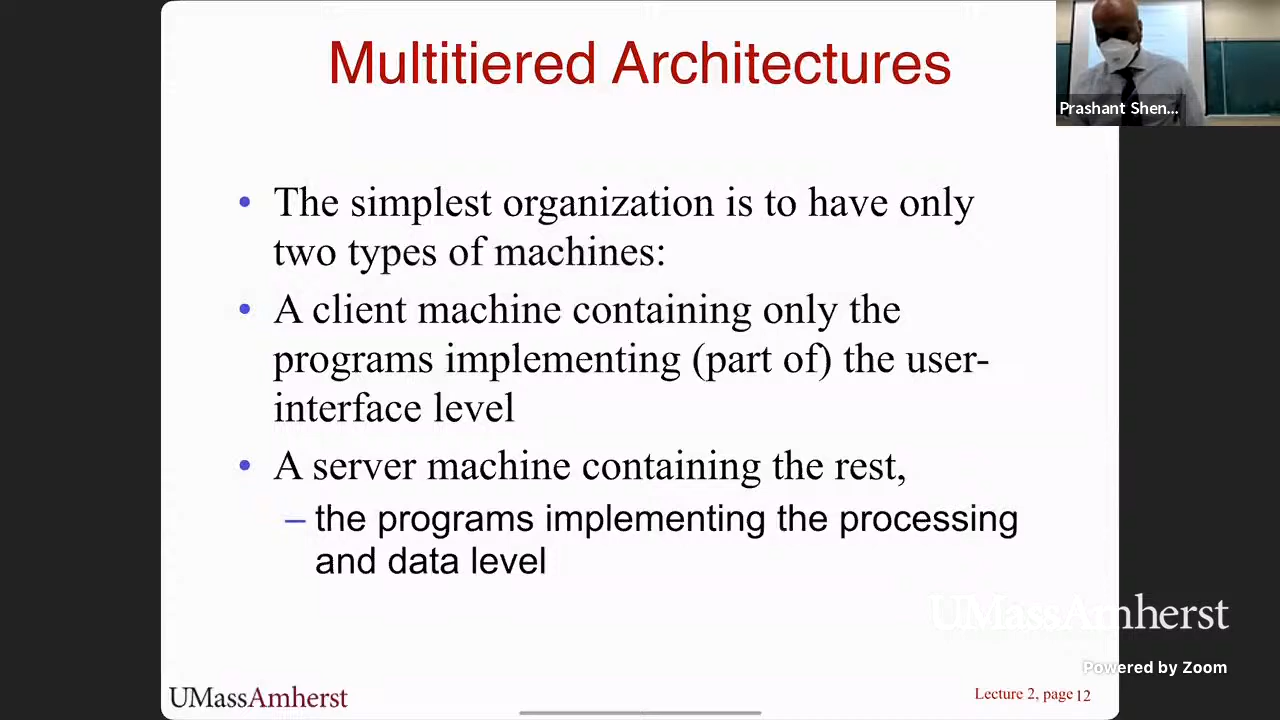 Multitiered Architectures
Prashant Shen...
• The simplest organization is to have only
two types of machines:
• A client machine containing only the
programs implementing (part of) the user-
interface level
• A server machine containing the rest,
– the programs implementing the processing
and data level
UMassAmherst
Powered by Zoom
UMassAmherst
Lecture 2, page 12